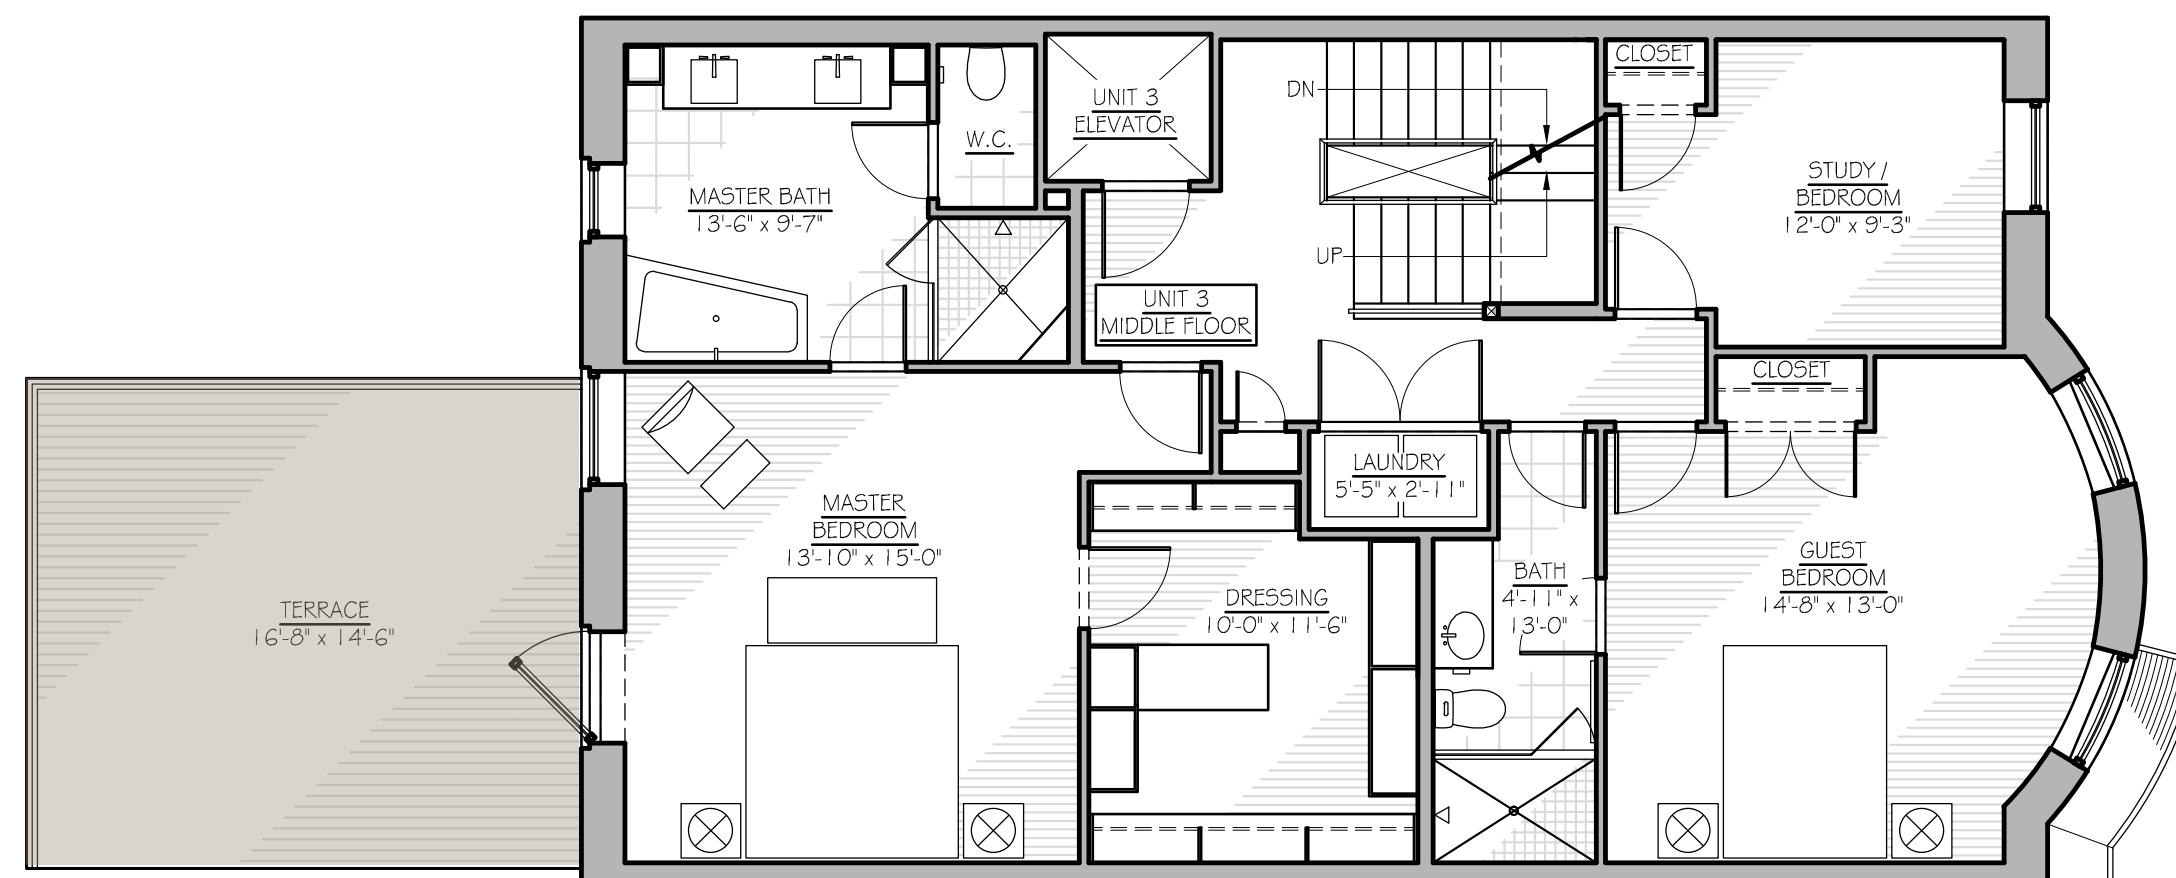 CLOSET
DN
UNIT 3
ELEVATOR
W.C.
MASTER BATH
13'-6" x 9'-7"
STUDY /
BEDROOM
12'-0" x 9'-3"
UP
UNIT 3
MIDDLE FLOOR
CLOSET
LAUNDRY
5'-5" x 2'-11"
MASTER
BEDROOM
13'-10" x 15'-0"
GUEST
BEDROOM
14'-8" x 13'-0"
BATH
4'-11" x
13'-0"
DRESSING
10'-0" x 11'-6"
TERRACE
16'-8" x 14'-6"